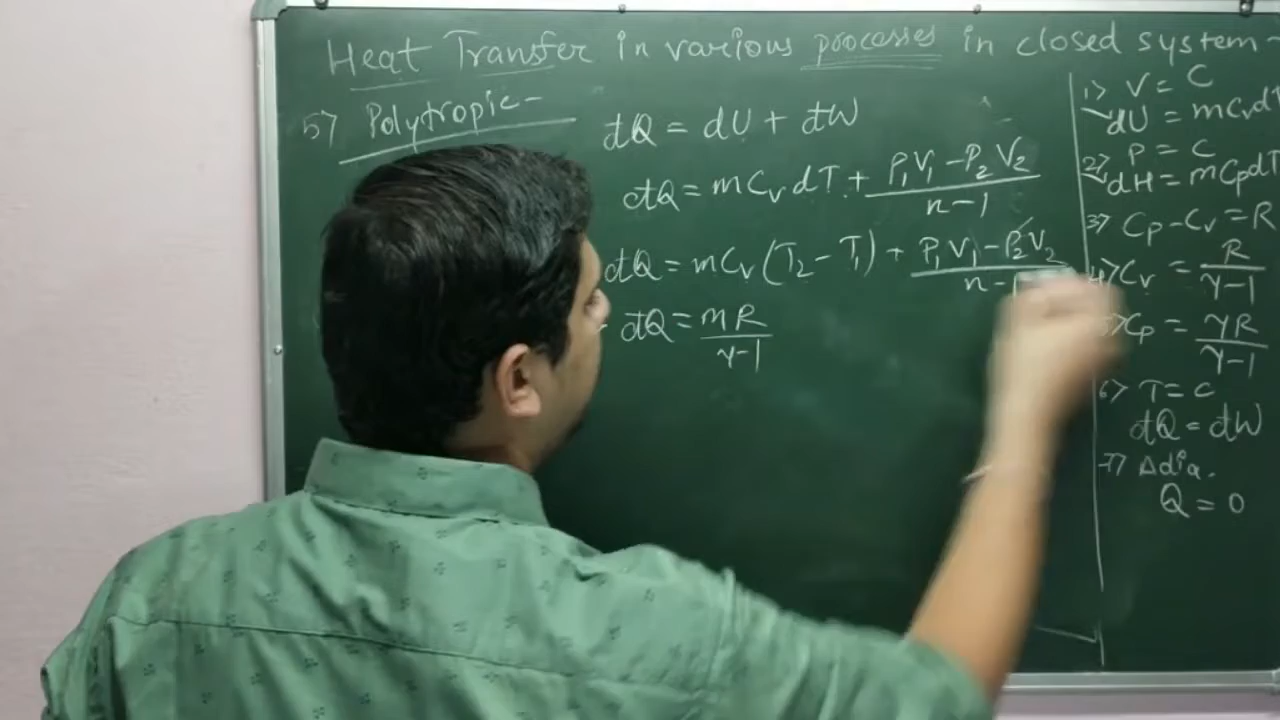 Heat Transfer in various processes in closed system-
5> Polytropic-
dQ = dU + dW
dQ = mCv dT + P1V1 - P2V2 / n-1
dQ = mCv (T2 - T1) + P1V1 - P2V2 / n-1
dQ = mR / γ-1
1> V = C
dU = mCvdT
2> P = C
dH = mCpdT
3> Cp - Cv = R
4> Cv = R / γ-1
5> Cp = γR / γ-1
6> T = C
dQ = dW
7> Adia.
Q = 0